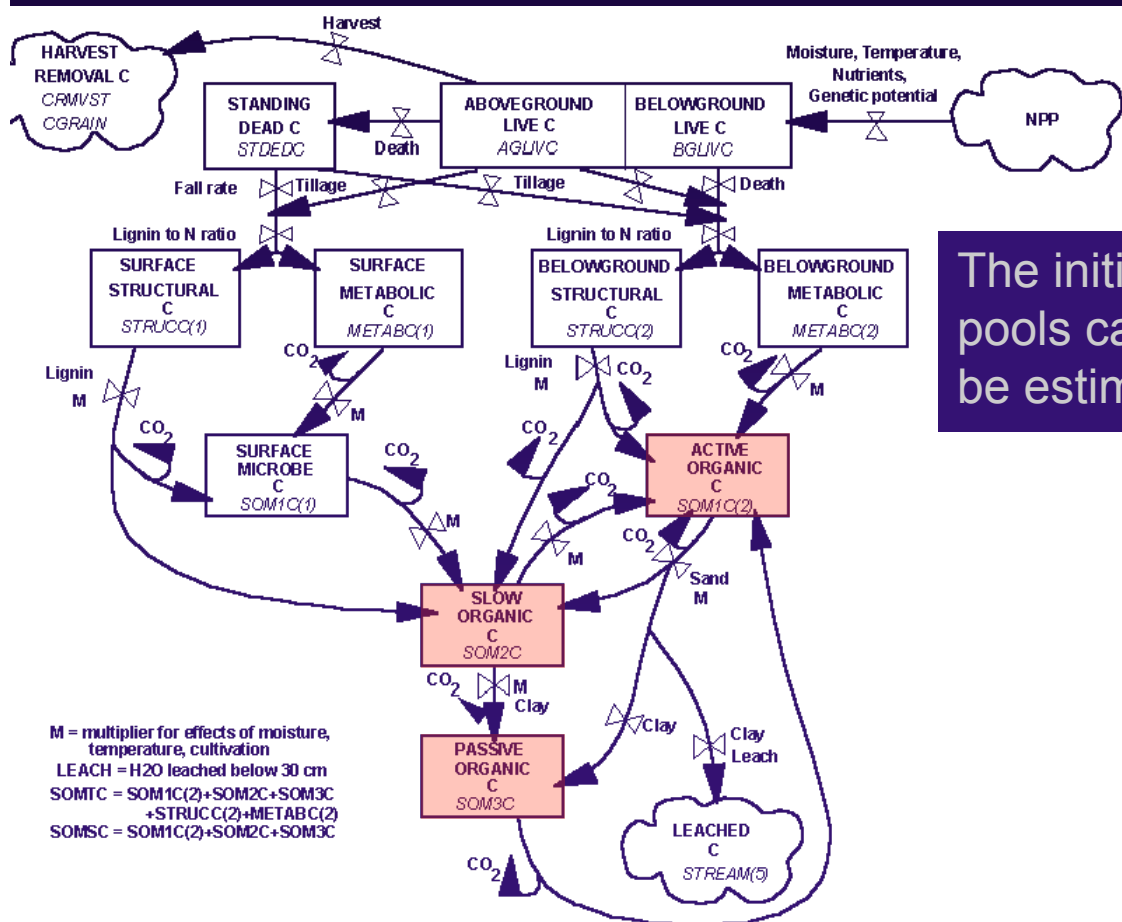 Harvest
HARVEST
REMOVAL C
CRMVST
CGRAIN
STANDING
DEAD C
STDEDC
Death
ABOVEGROUND
LIVE C
AGLIVC
BELOWGROUND
LIVE C
BGLIVC
Moisture, Temperature,
Nutrients,
Genetic potential
NPP
Fall rate
Tillage
Tillage
Death
Lignin to N ratio
Lignin to N ratio
SURFACE
STRUCTURAL
C
STRUCC(1)
SURFACE
METABOLIC
C
METABC(1)
BELOWGROUND
STRUCTURAL
C
STRUCC(2)
BELOWGROUND
METABOLIC
C
METABC(2)
The
pools
be
Lignin
M
CO2
M
Lignin
M
CO2
CO2
M
CO2
SURFACE
MICROBE
C
SOM1C(1)
CO2
M
CO2
CO2
M
ACTIVE
ORGANIC
C
SOM1C(2)
CO2
Sand
M
SLOW
ORGANIC
C
SOM2C
CO2
M
Clay
Clay
Clay
Leach
PASSIVE
ORGANIC
C
SOM3C
CO2
LEACHED
C
STREAM(5)
M = multiplier for effects of moisture,
temperature, cultivation
LEACH = H2O leached below 30 cm
SOMTC = SOM1C(2)+SOM2C+SOM3C
+STRUCC(2)+METABC(2)
SOMSC = SOM1C(2)+SOM2C+SOM3C